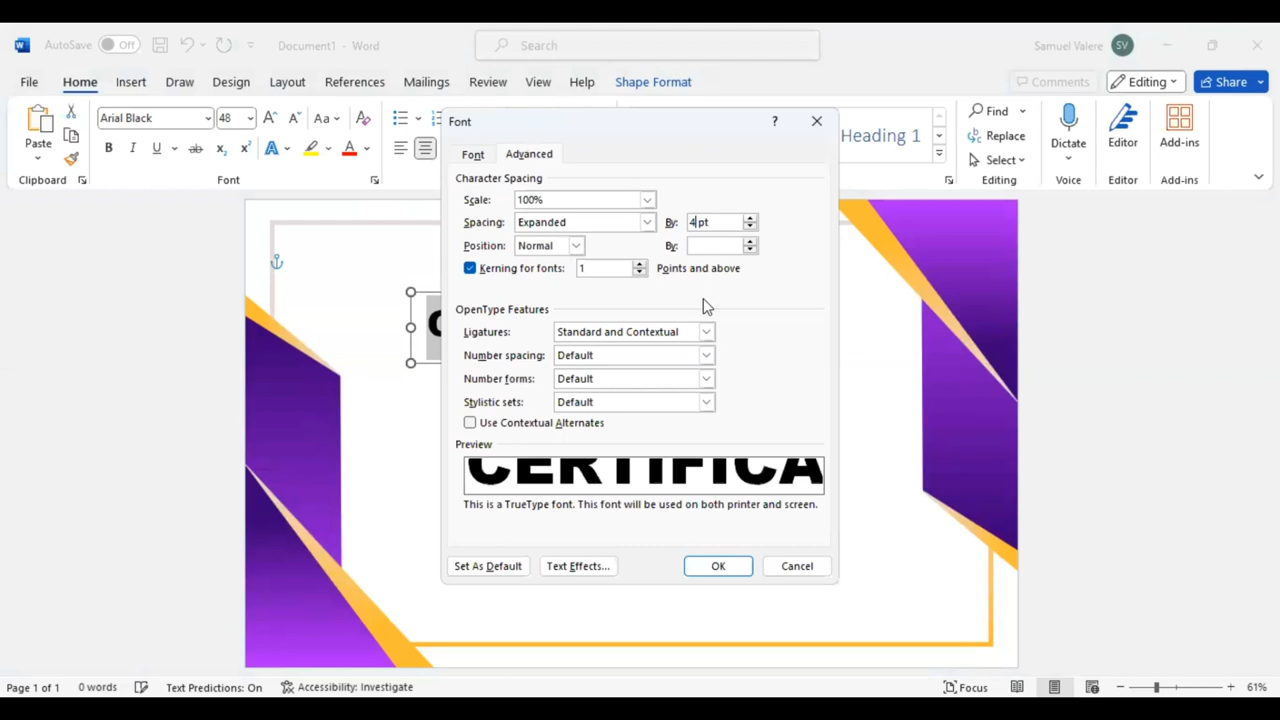 AutoSave Off Document1 - Word Search Samuel Valere SV
File Home Insert Draw Design Layout References Mailings Review View Help Shape Format Comments Editing Share
Paste
Clipboard
Arial Black 48 Aa
B I U ab x₂ x² A A
Font
Heading 1
Find
Replace
Select
Editing
Dictate
Voice
Editor
Editor
Add-ins
Add-ins
Font ?
Font Advanced
Character Spacing
Scale: 100%
Spacing: Expanded By: 4 pt
Position: Normal By:
Kerning for fonts: 1 Points and above
OpenType Features
Ligatures: Standard and Contextual
Number spacing: Default
Number forms: Default
Stylistic sets: Default
Use Contextual Alternates
Preview
CERTIFICA
This is a TrueType font. This font will be used on both printer and screen.
Set As Default Text Effects... OK Cancel
C
Page 1 of 1 0 words Text Predictions: On Accessibility: Investigate Focus 61%